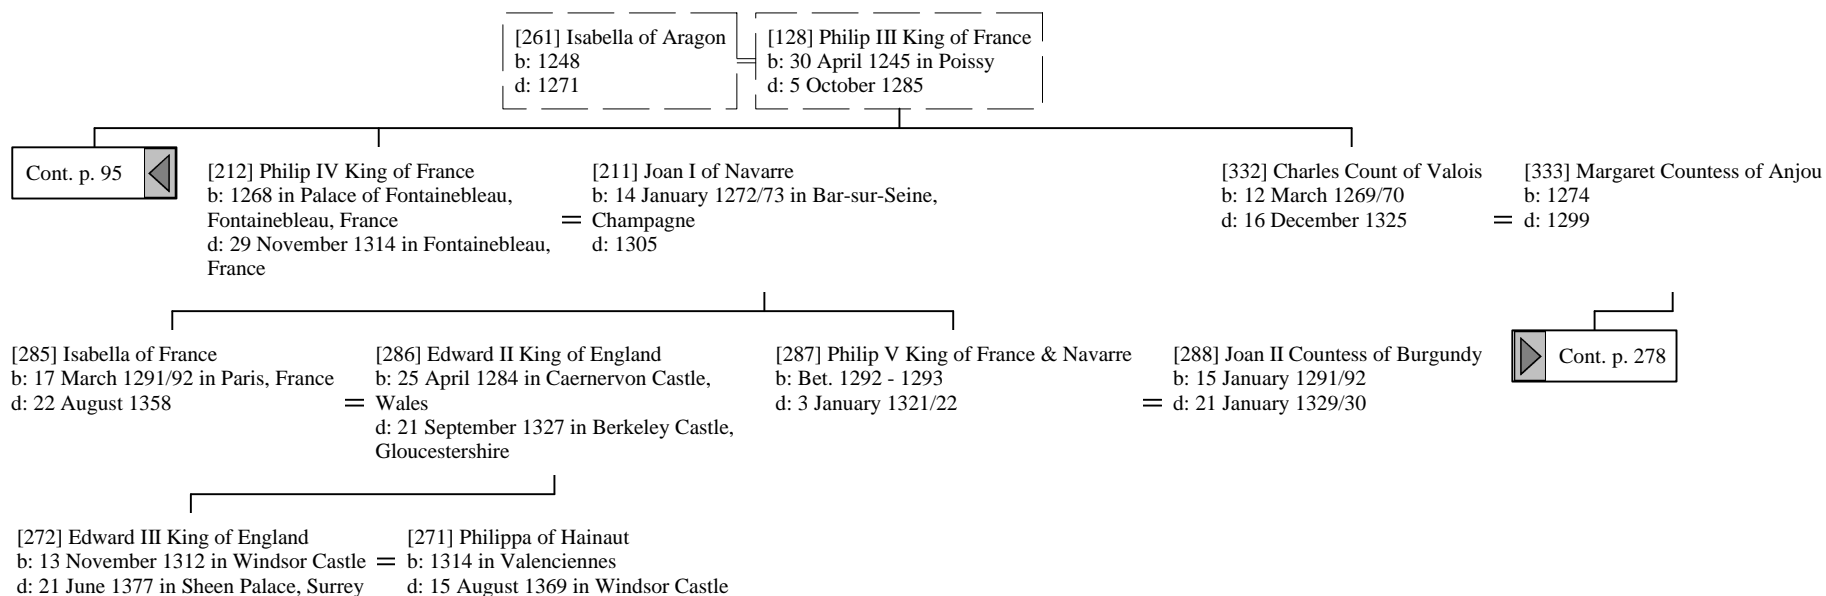 [261] Isabella of Aragon
b: 1248
d: 1271
[128] Philip III King of France
b: 30 April 1245 in Poissy
d: 5 October 1285
Cont. p. 95
[212] Philip IV King of France
b: 1268 in Palace of Fontainebleau,
Fontainebleau, France
d: 29 November 1314 in Fontainebleau,
France
=
[211] Joan I of Navarre
b: 14 January 1272/73 in Bar-sur-Seine,
Champagne
d: 1305
[332] Charles Count of Valois
b: 12 March 1269/70
d: 16 December 1325
=
[333] Margaret Countess of Anjou
b: 1274
d: 1299
[285] Isabella of France
b: 17 March 1291/92 in Paris, France
d: 22 August 1358
=
[286] Edward II King of England
b: 25 April 1284 in Caernervon Castle,
Wales
d: 21 September 1327 in Berkeley Castle,
Gloucestershire
[287] Philip V King of France & Navarre
b: Bet. 1292 - 1293
d: 3 January 1321/22
=
[288] Joan II Countess of Burgundy
b: 15 January 1291/92
d: 21 January 1329/30
Cont. p. 278
[272] Edward III King of England
b: 13 November 1312 in Windsor Castle
d: 21 June 1377 in Sheen Palace, Surrey
=
[271] Philippa of Hainaut
b: 1314 in Valenciennes
d: 15 August 1369 in Windsor Castle